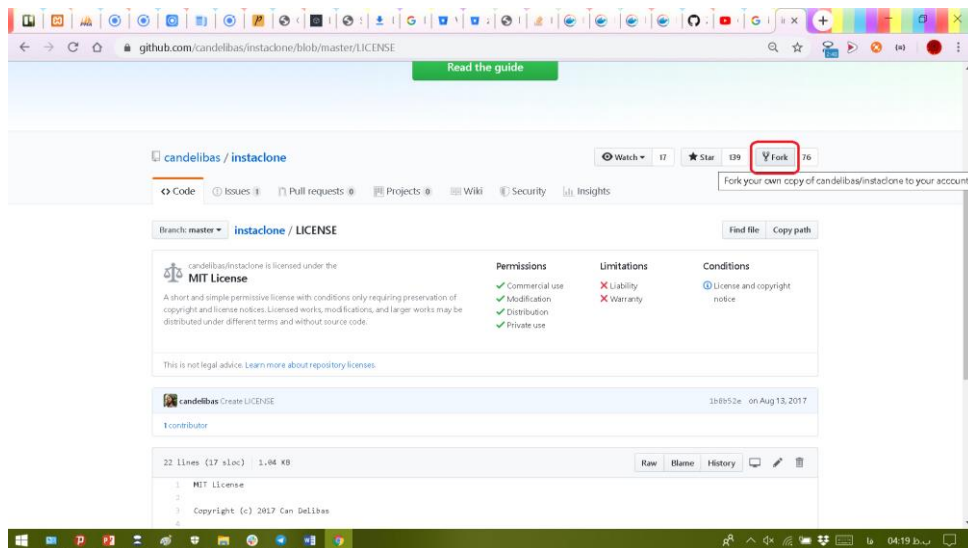 github.com/candelibas/instaclone/blob/master/LICENSE
Read the guide
candelibas / instaclone
Watch 17 Star 139 Fork 76
Fork your own copy of candelibas/instaclone to your account
Code Issues 1 Pull requests 0 Projects 0 Wiki Security Insights
Branch: master instaclone / LICENSE Find file Copy path
candelibas/instaclone is licensed under the
MIT License
A short and simple permissive license with conditions only requiring preservation of
copyright and license notices. Licensed works, modifications, and larger works may be
distributed under different terms and without source code.
Permissions
Commercial use
Modification
Distribution
Private use
Limitations
Liability
Warranty
Conditions
License and copyright
notice
This is not legal advice. Learn more about repository licenses.
candelibas Create LICENSE 1b8b52e on Aug 13, 2017
1 contributor
22 lines (17 sloc) 1.04 KB Raw Blame History
1 MIT License
2
3 Copyright (c) 2017 Can Delibas
4
فا 04:19 ب.ظ